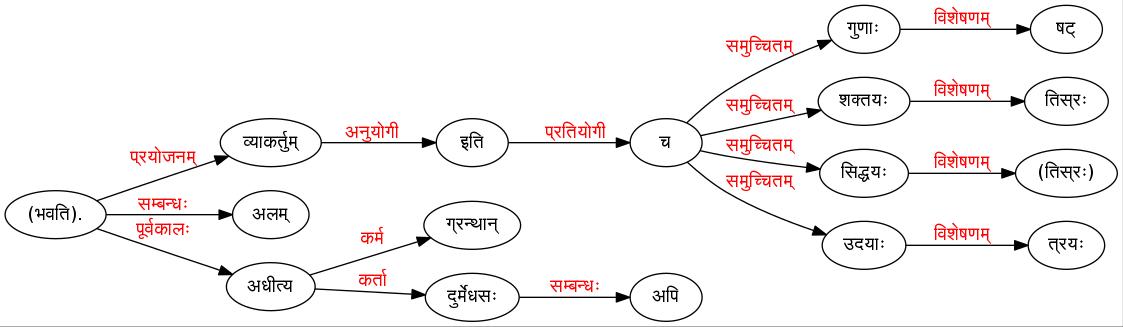 गुणाः
विशेषणम्
षट्
समुच्चितम्
शक्तयः
विशेषणम्
तिस्रः
समुच्चितम्
व्याकर्तुम्
अनुयोगी
इति
प्रतियोगी
च
समुच्चितम्
प्रयोजनम्
सिद्धयः
विशेषणम्
(तिस्रः)
समुच्चितम्
(भवति).
सम्बन्धः
अलम्
पूर्वकालः
ग्रन्थान्
कर्म
उदयाः
विशेषणम्
त्रयः
अधीत्य
कर्ता
दुर्मेधसः
सम्बन्धः
अपि